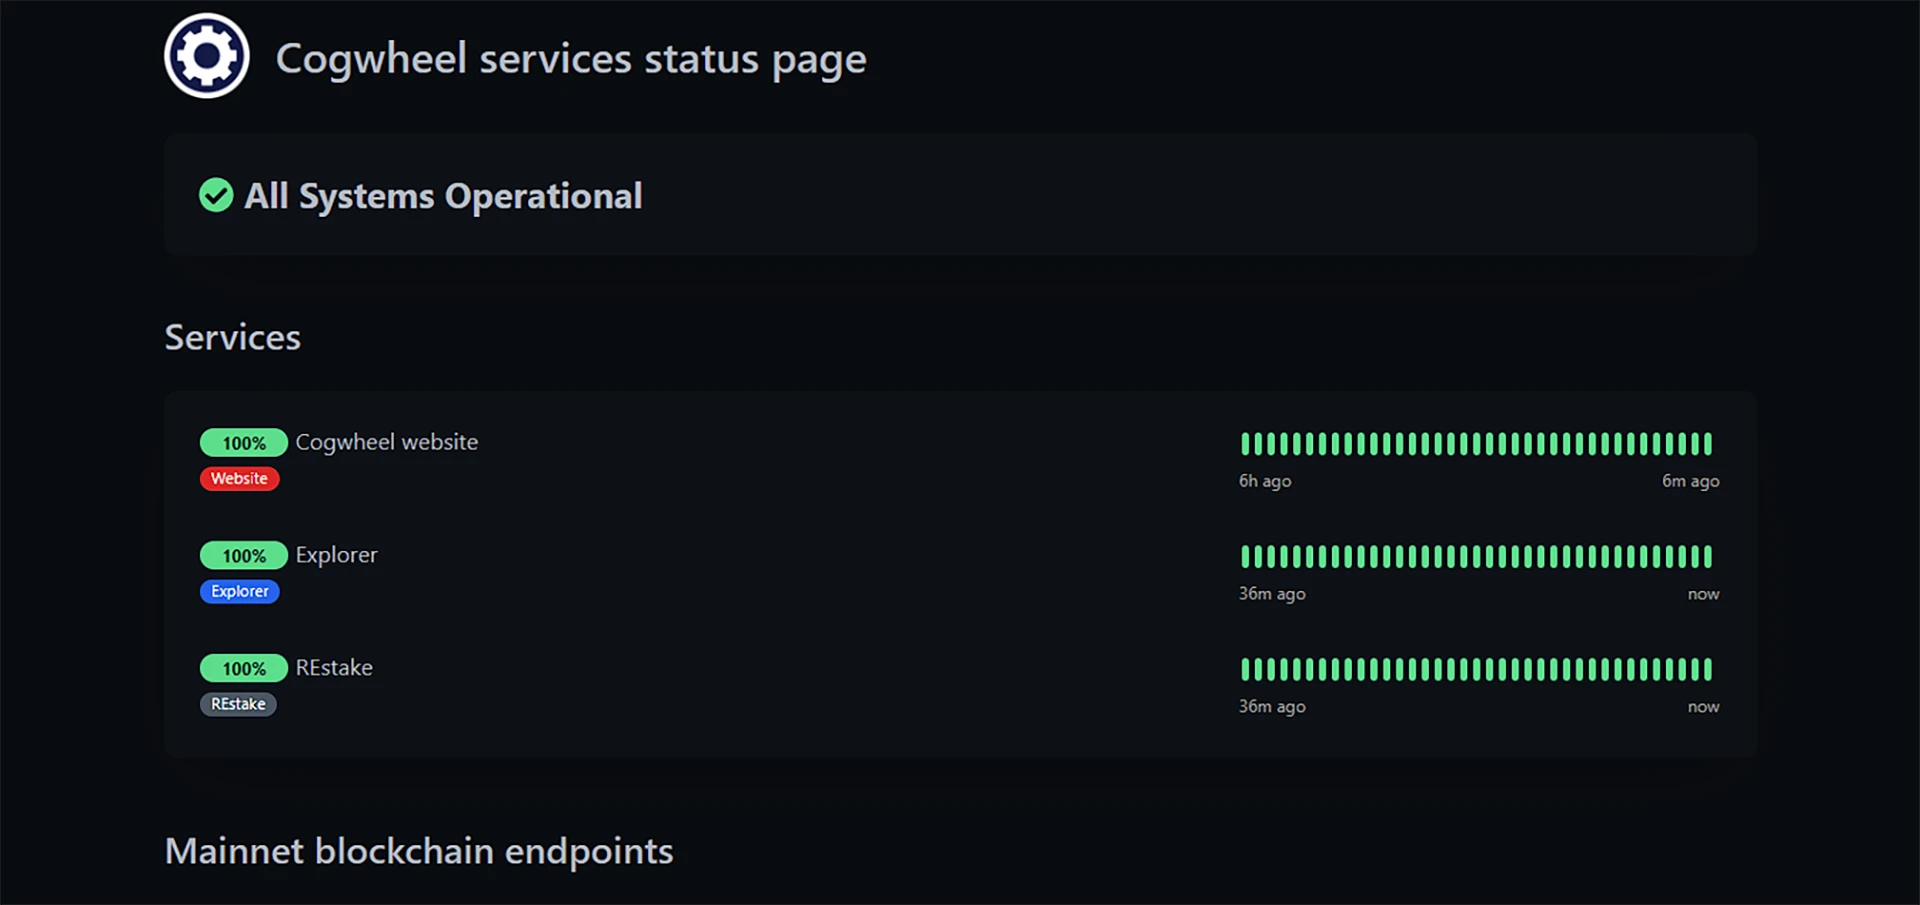 Cogwheel services status page
All Systems Operational
Services
100% Cogwheel website
Website
6h ago 6m ago
100% Explorer
Explorer
36m ago now
100% REstake
REstake
36m ago now
Mainnet blockchain endpoints